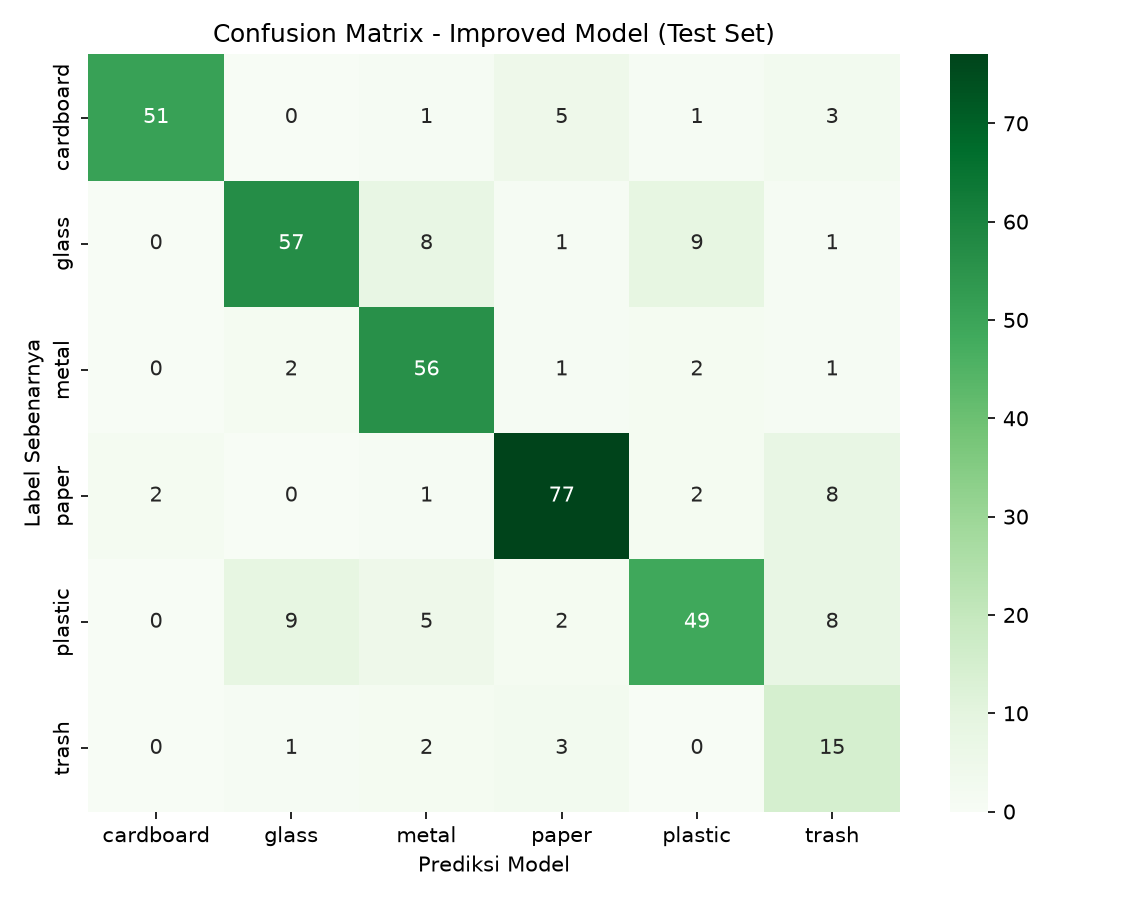 Confusion Matrix - Improved Model (Test Set)
Label Sebenarnya
cardboard 51 0 1 5 1 3
glass 0 57 8 1 9 1
metal 0 2 56 1 2 1
paper 2 0 1 77 2 8
plastic 0 9 5 2 49 8
trash 0 1 2 3 0 15
cardboard glass metal paper plastic trash
Prediksi Model
70
60
50
40
30
20
10
0